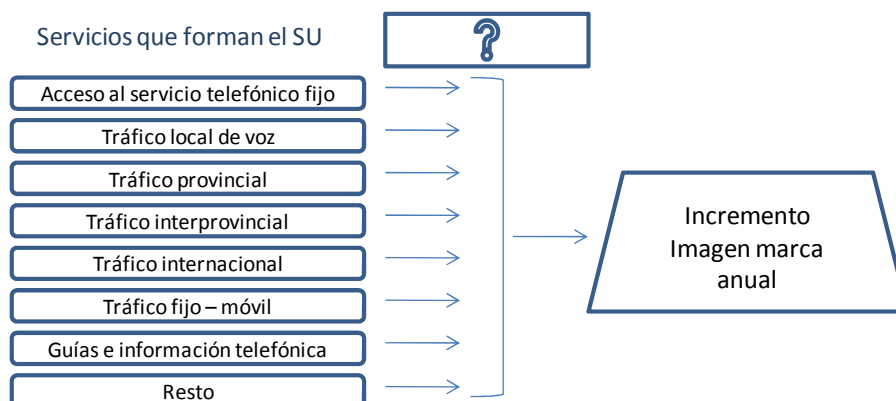 Servicios que forman el SU
?
Acceso al servicio telefónico fijo
Tráfico local de voz
Tráfico provincial
Tráfico interprovincial
Tráfico internacional
Tráfico fijo – móvil
Guías e información telefónica
Resto
Incremento
Imagen marca
anual